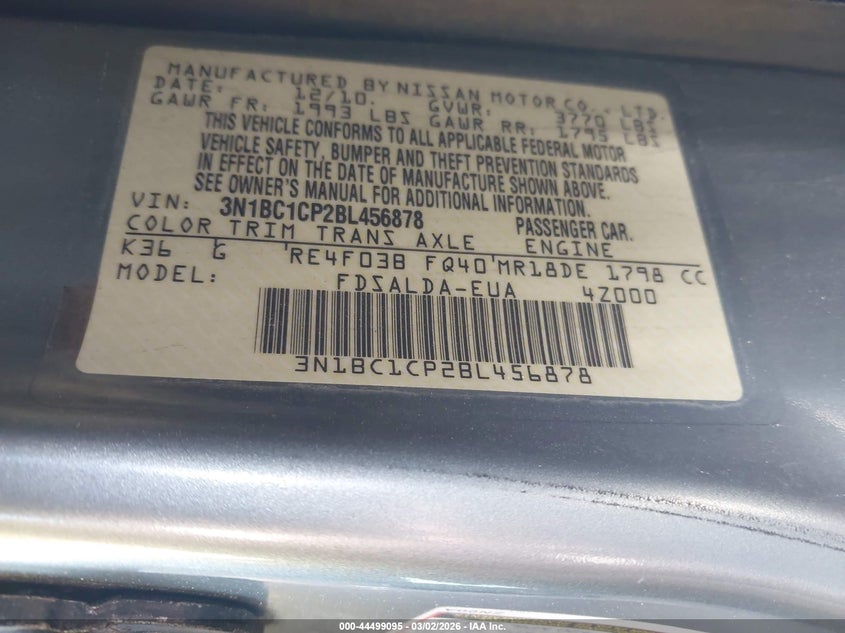 MANUFACTURED BY NISSAN MOTOR CO., LTD.
DATE: 12/10. GVWR: 3770 LBS
GAWR FR: 1993 LBS GAWR RR: 1795 LBS
THIS VEHICLE CONFORMS TO ALL APPLICABLE FEDERAL MOTOR
VEHICLE SAFETY, BUMPER AND THEFT PREVENTION STANDARDS
IN EFFECT ON THE DATE OF MANUFACTURE SHOWN ABOVE.
SEE OWNER'S MANUAL FOR ADDITIONAL INFORMATION.
VIN: 3N1BC1CP2BL456878 PASSENGER CAR.
COLOR TRIM TRANS AXLE ENGINE
K36 G RE4F03B FQ40 MR18DE 1798 CC
MODEL: FDSALDA-EUA 4Z000
3N1BC1CP2BL456878
000-44499095 - 03/02/2026 - IAA Inc.